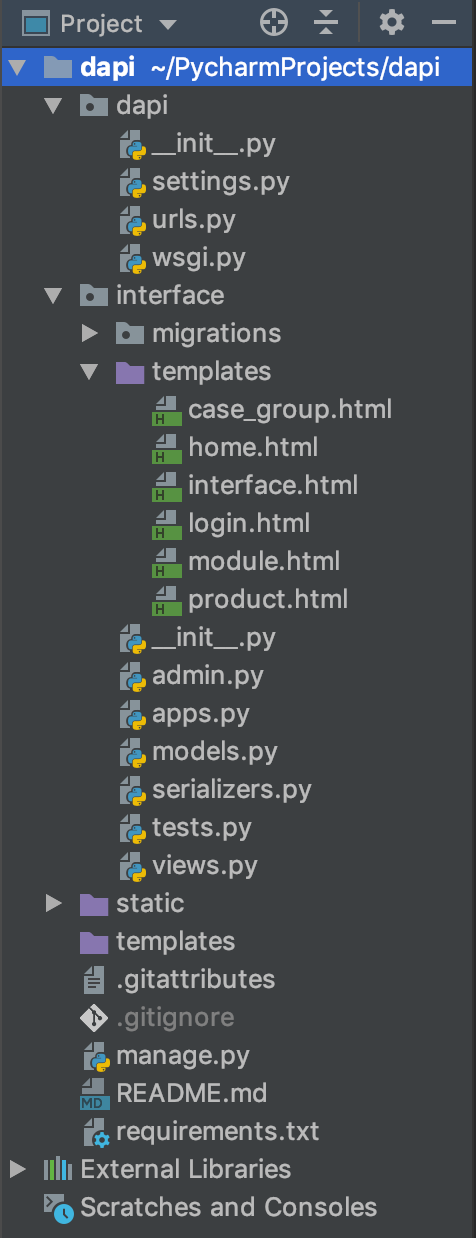 Project
dapi ~/PycharmProjects/dapi
dapi
__init__.py
settings.py
urls.py
wsgi.py
interface
migrations
templates
H case_group.html
H home.html
H interface.html
H login.html
H module.html
H product.html
__init__.py
admin.py
apps.py
models.py
serializers.py
tests.py
views.py
static
templates
.gitattributes
.gitignore
manage.py
MD README.md
requirements.txt
External Libraries
Scratches and Consoles